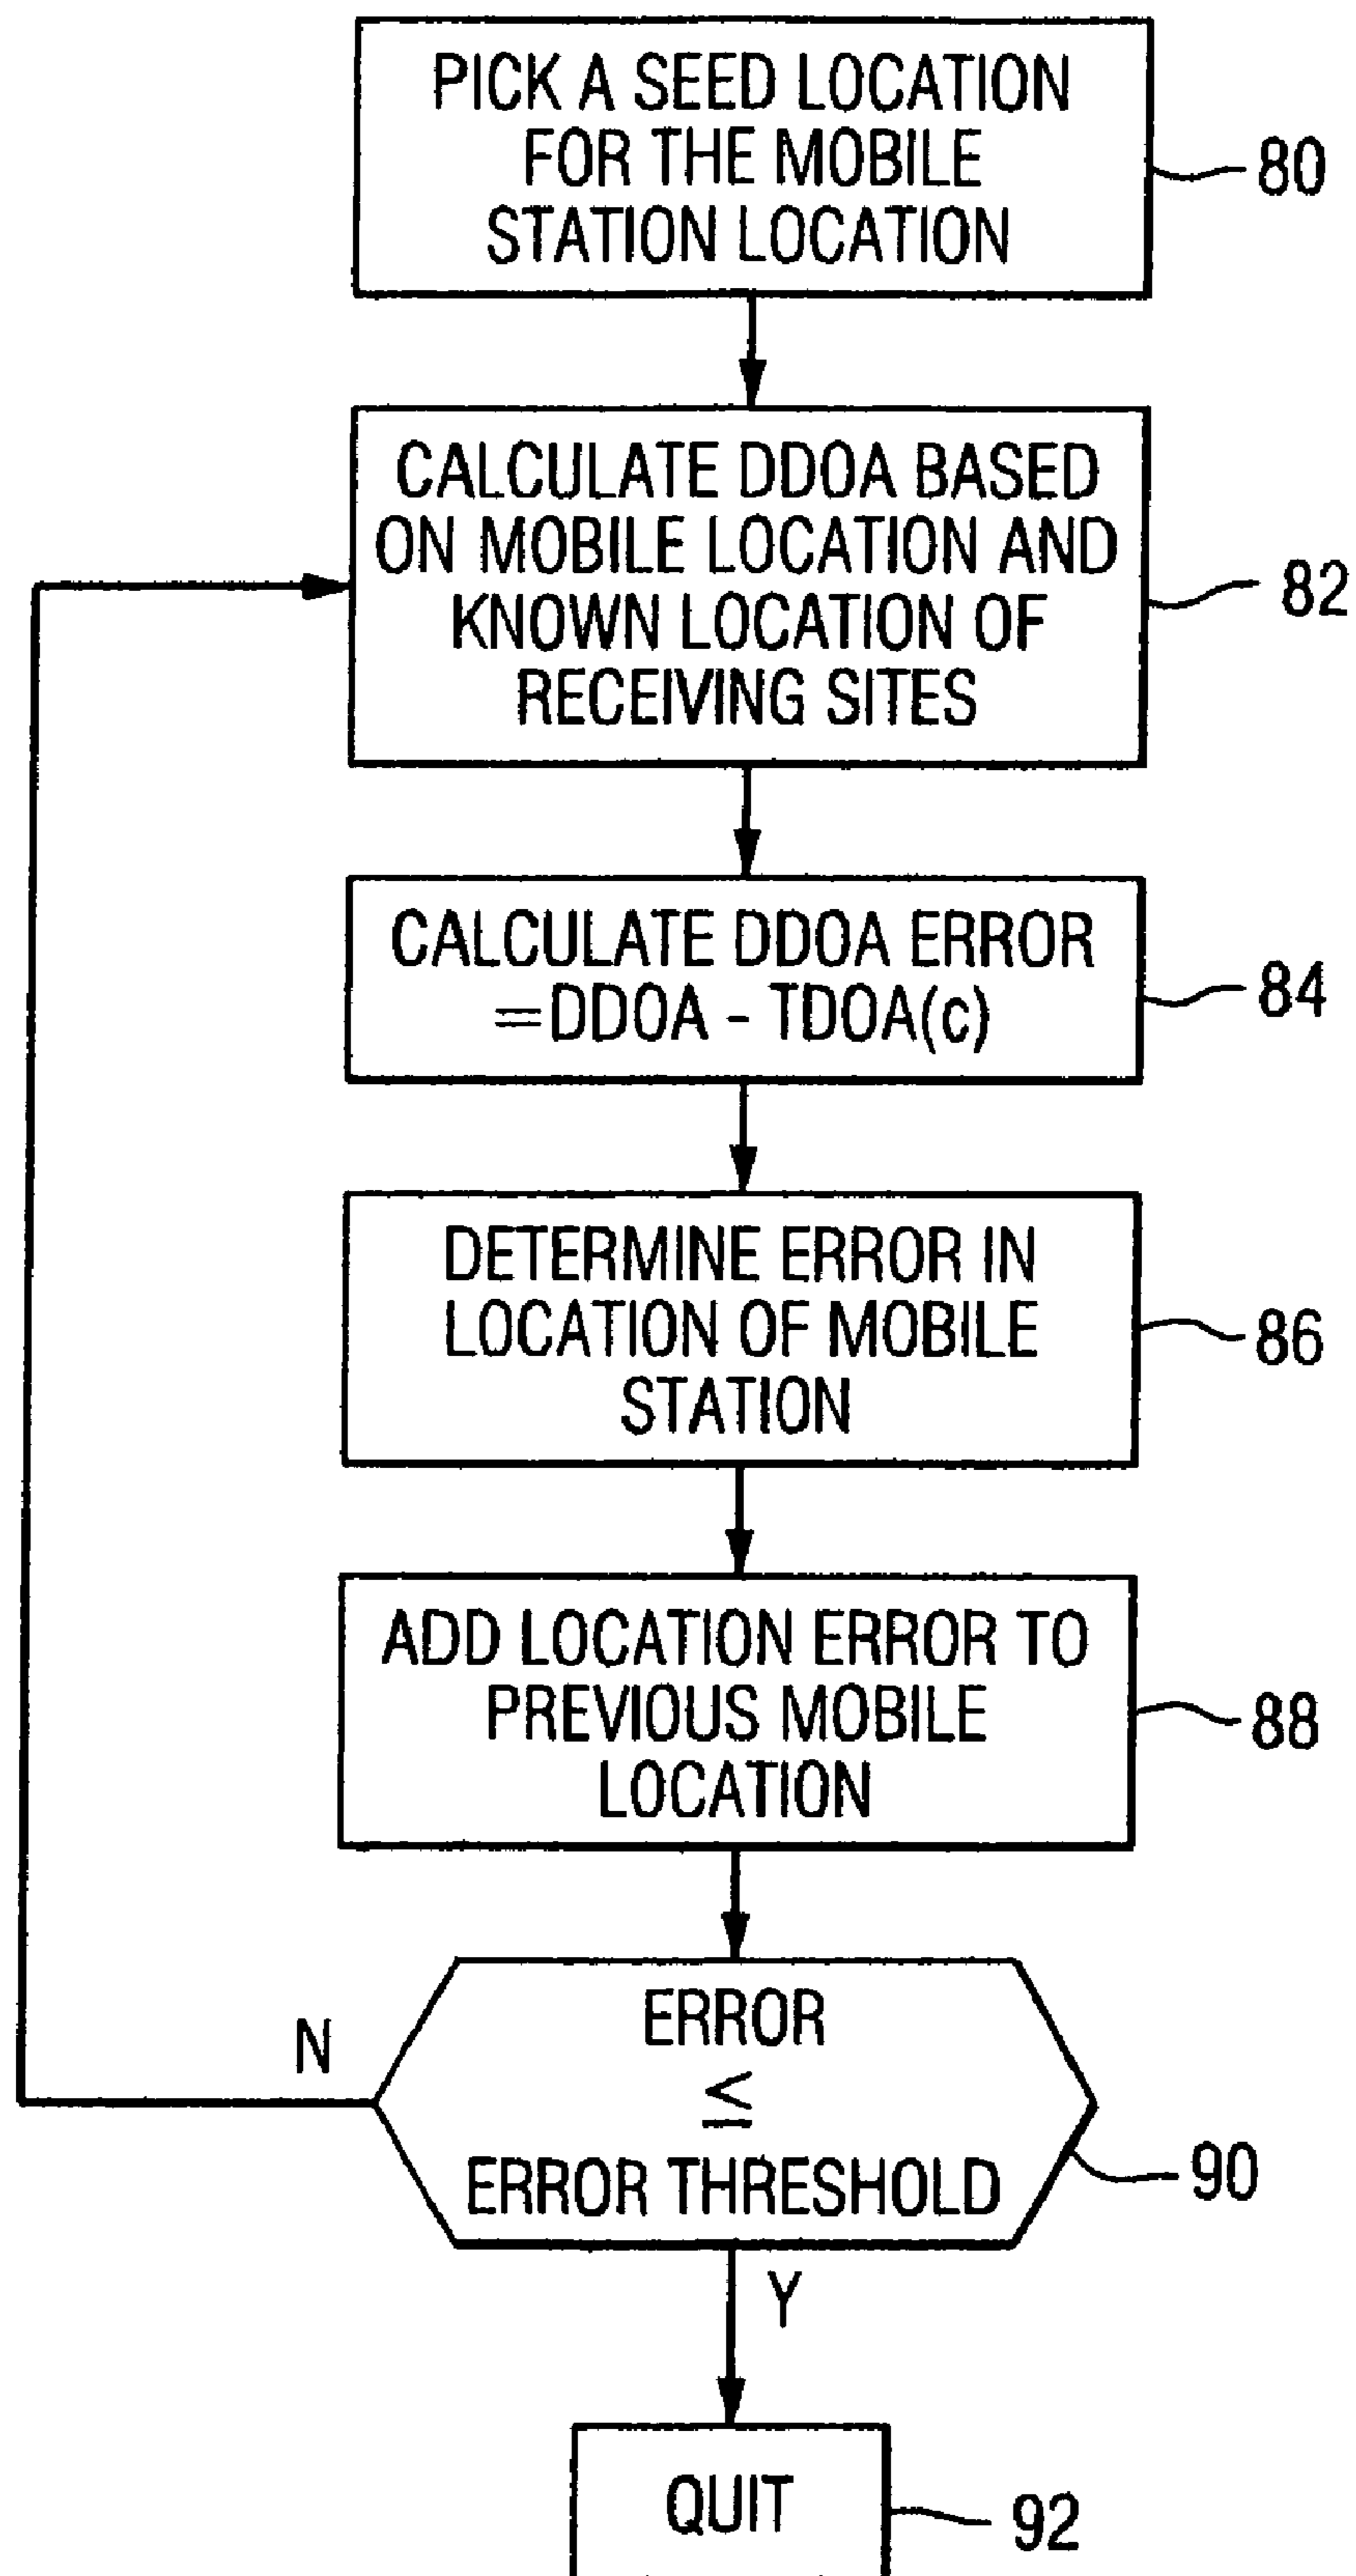 PICK A SEED LOCATION
FOR THE MOBILE
STATION LOCATION
80
CALCULATE DDOA BASED
ON MOBILE LOCATION AND
KNOWN LOCATION OF
RECEIVING SITES
82
CALCULATE DDOA ERROR
=DDOA - TDOA(c)
84
DETERMINE ERROR IN
LOCATION OF MOBILE
STATION
86
ADD LOCATION ERROR TO
PREVIOUS MOBILE
LOCATION
88
ERROR
≤
ERROR THRESHOLD
90
N
Y
QUIT
92